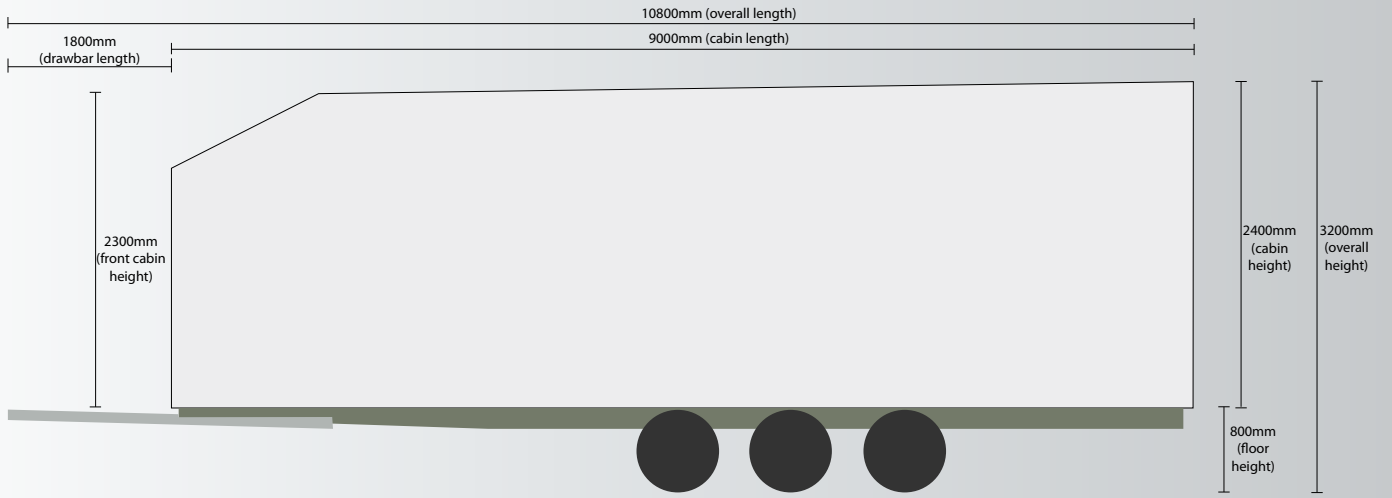 10800mm (overall length)
9000mm (cabin length)
1800mm
(drawbar length)
2300mm
(front cabin
height)
2400mm
(cabin
height)
3200mm
(overall
height)
800mm
(floor
height)